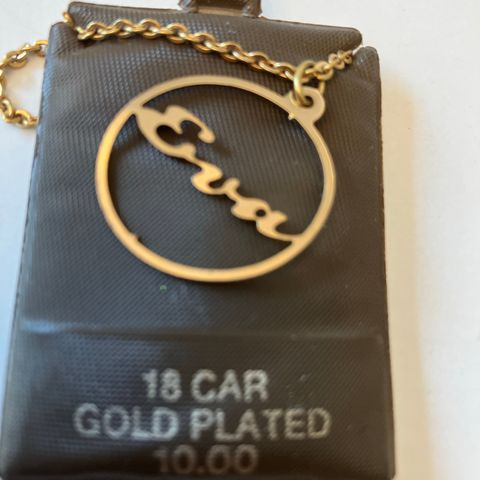 Eva
18 CAR
GOLD PLATED
10.00